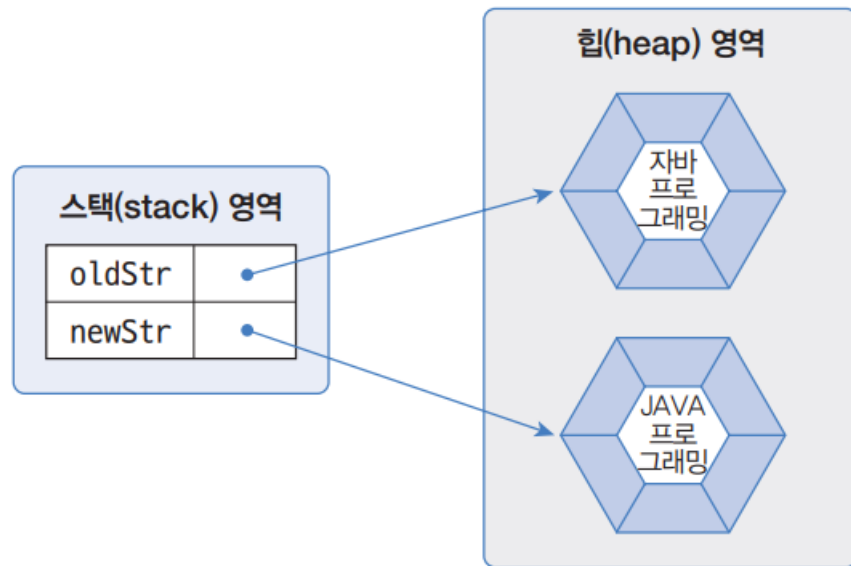 힙(heap) 영역
자바
프로
그래밍
스택(stack) 영역
oldStr
newStr
JAVA
프로
그래밍